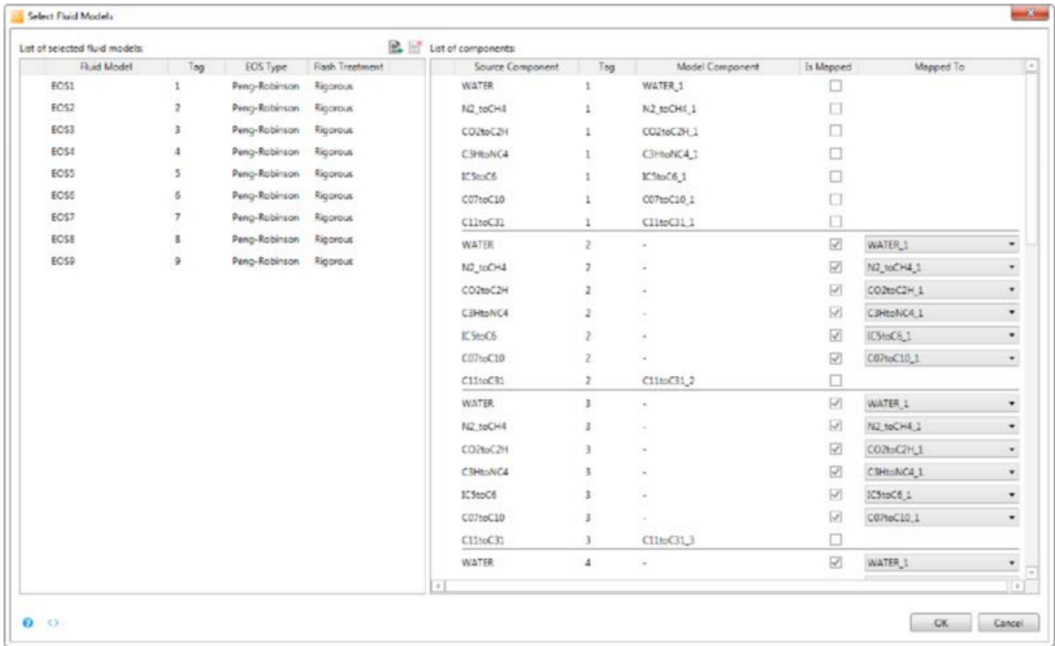 Select Fluid Models
List of selected fluid models:
Fluid Model Tag EOS Type Flash Treatment
EOS1 1 Peng-Robinson Rigorous
EOS2 2 Peng-Robinson Rigorous
EOS3 3 Peng-Robinson Rigorous
EOS4 4 Peng-Robinson Rigorous
EOS5 5 Peng-Robinson Rigorous
EOS6 6 Peng-Robinson Rigorous
EOS7 7 Peng-Robinson Rigorous
EOS8 8 Peng-Robinson Rigorous
EOS9 9 Peng-Robinson Rigorous
List of components:
Source Component Tag Model Component Is Mapped Mapped To
WATER 1 WATER_1
N2_toCH4 1 N2_toCH4_1
CO2toC2H 1 CO2toC2H_1
C3HtoNC4 1 C3HtoNC4_1
IC5toC6 1 IC5toC6_1
C07toC10 1 C07toC10_1
C11toC31 1 C11toC31_1
WATER 2 - WATER_1
N2_toCH4 2 - N2_toCH4_1
CO2toC2H 2 - CO2toC2H_1
C3HtoNC4 2 - C3HtoNC4_1
IC5toC6 2 - IC5toC6_1
C07toC10 2 - C07toC10_1
C11toC31 2 C11toC31_2
WATER 3 - WATER_1
N2_toCH4 3 - N2_toCH4_1
CO2toC2H 3 - CO2toC2H_1
C3HtoNC4 3 - C3HtoNC4_1
IC5toC6 3 - IC5toC6_1
C07toC10 3 - C07toC10_1
C11toC31 3 C11toC31_3
WATER 4 - WATER_1
OK Cancel